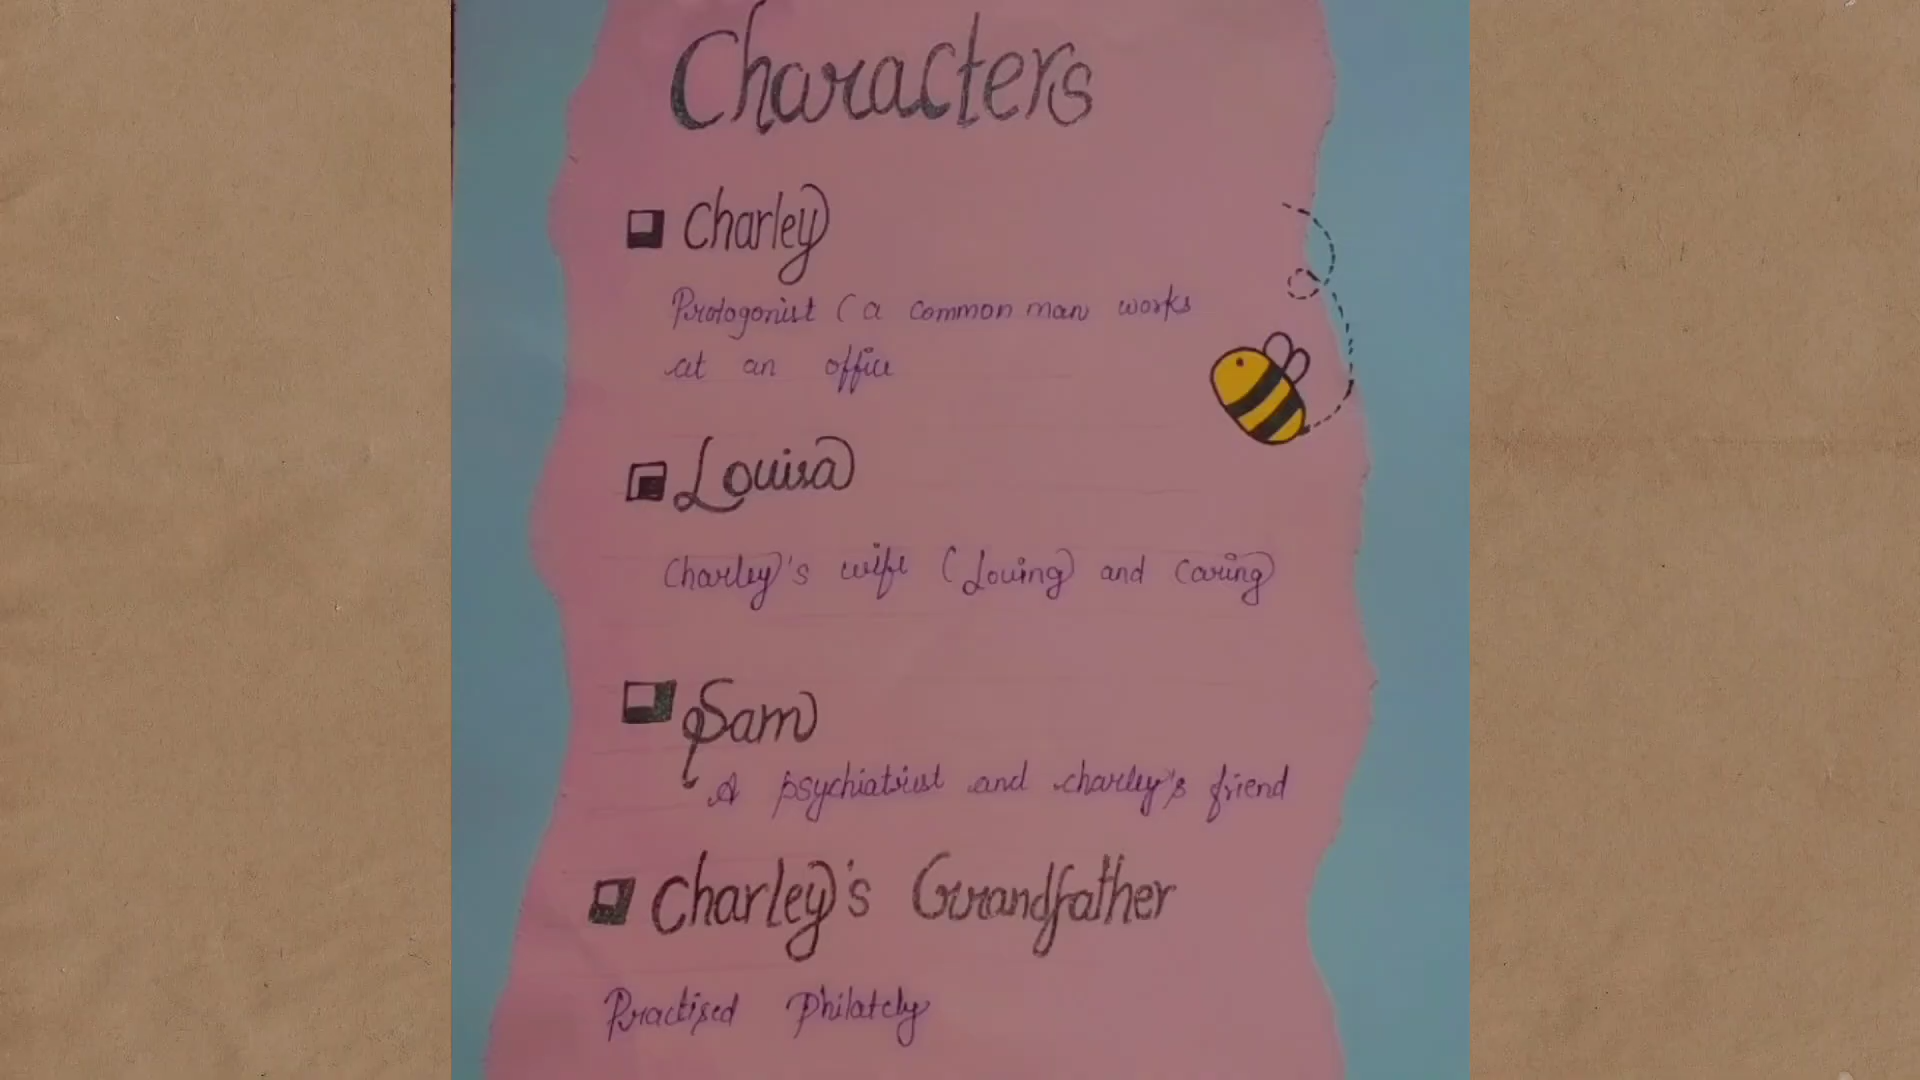 Characters
Charley
Protogonist (a common man works
at an office
Louisa
Charley's wife (Loving) and Caring
Sam
A psychiatrist and charley's friend
Charley's Grandfather
Practised Philately